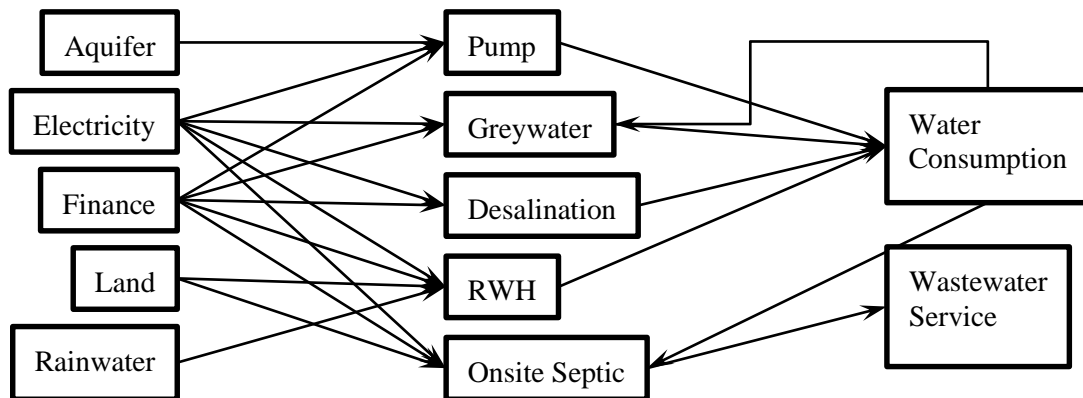 Aquifer
Electricity
Finance
Land
Rainwater
Pump
Greywater
Desalination
RWH
Onsite Septic
Water
Consumption
Wastewater
Service